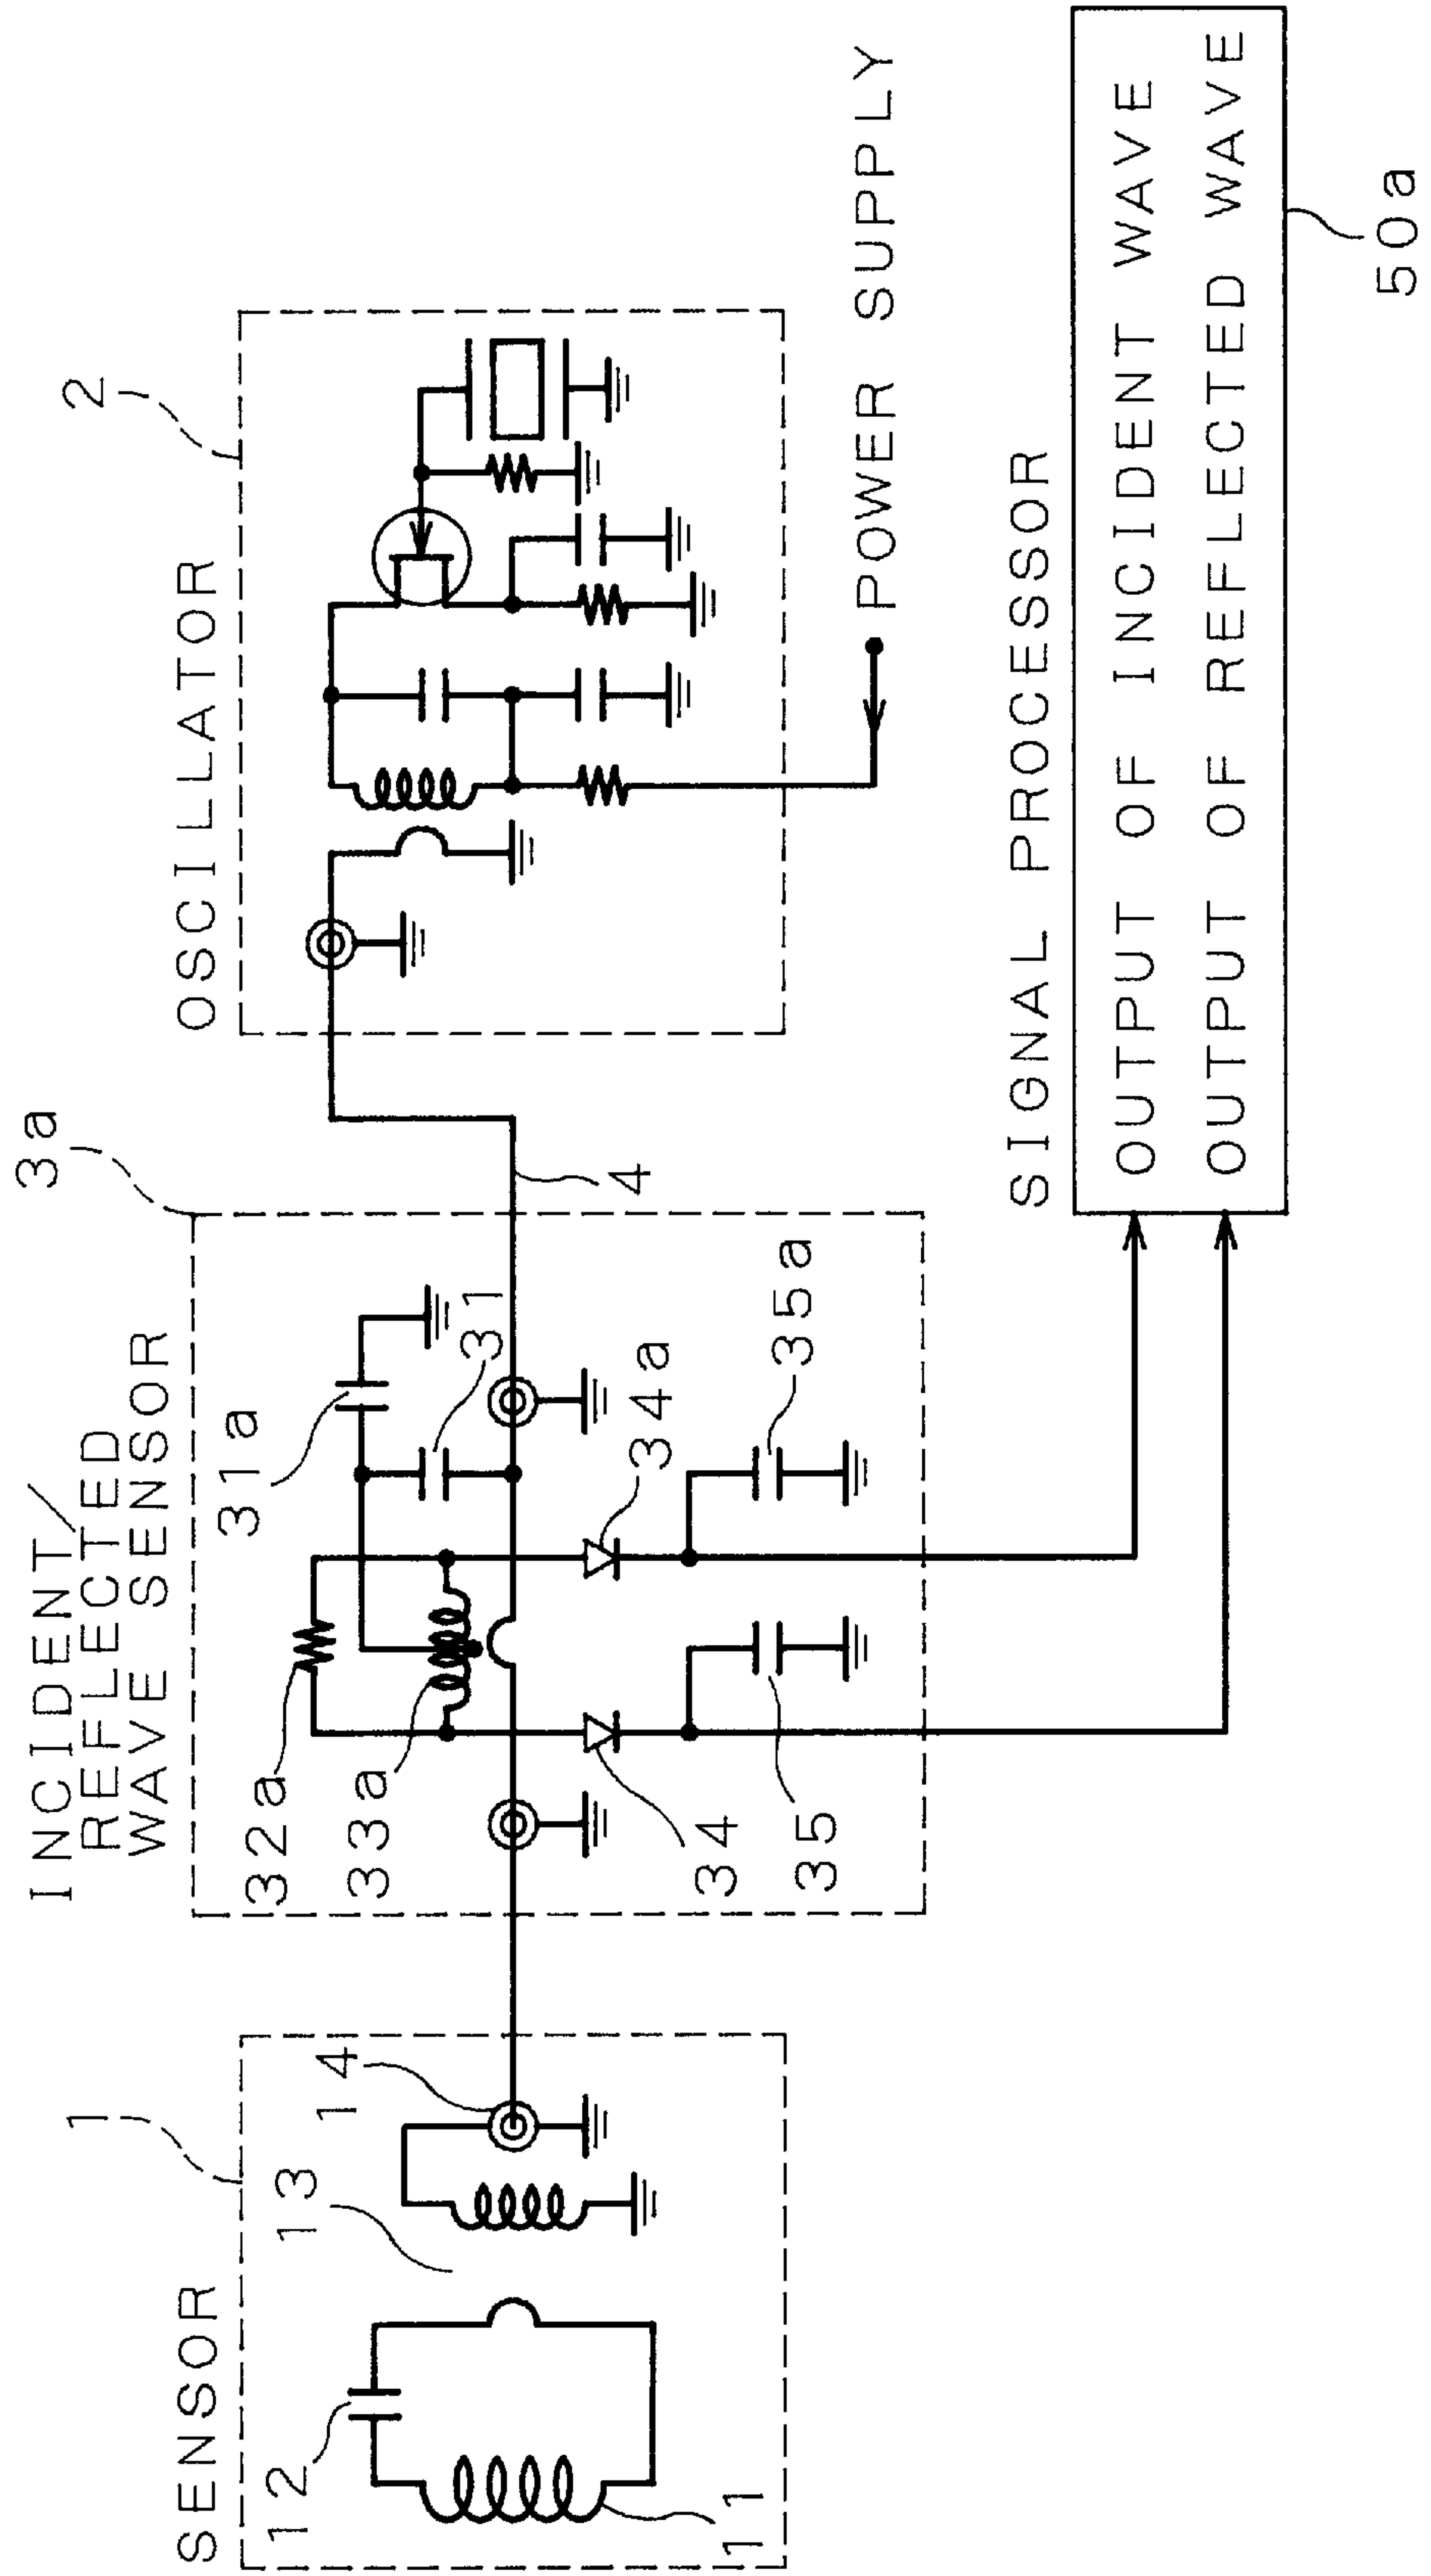 SENSOR
1
12
11
13
14
INCIDENT/
REFLECTED
WAVE SENSOR
3a
32a
33a
31a
31
34
34a
35
35a
4
OSCILLATOR
2
POWER SUPPLY
SIGNAL PROCESSOR
OUTPUT OF INCIDENT WAVE
OUTPUT OF REFLECTED WAVE
50a